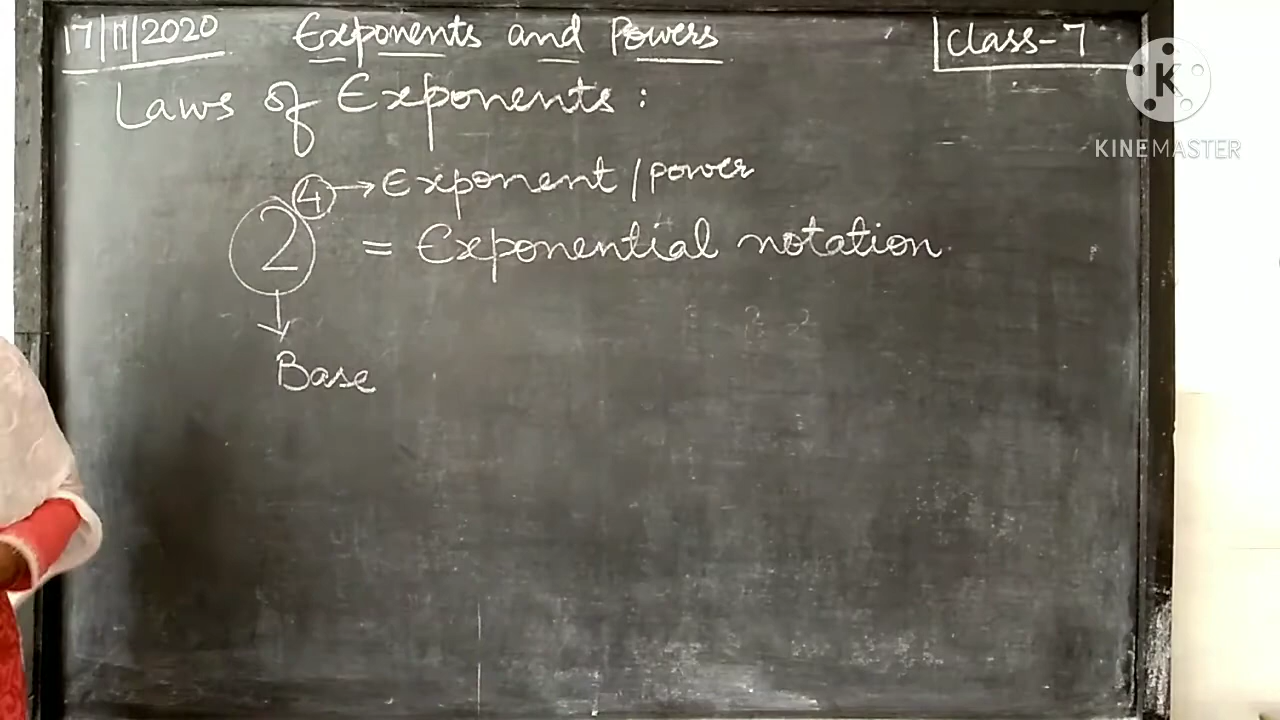 17/11/2020 Exponents and Powers class-7
Laws of Exponents :
4 → Exponent / power
2 = Exponential notation
Base
K
KINEMASTER